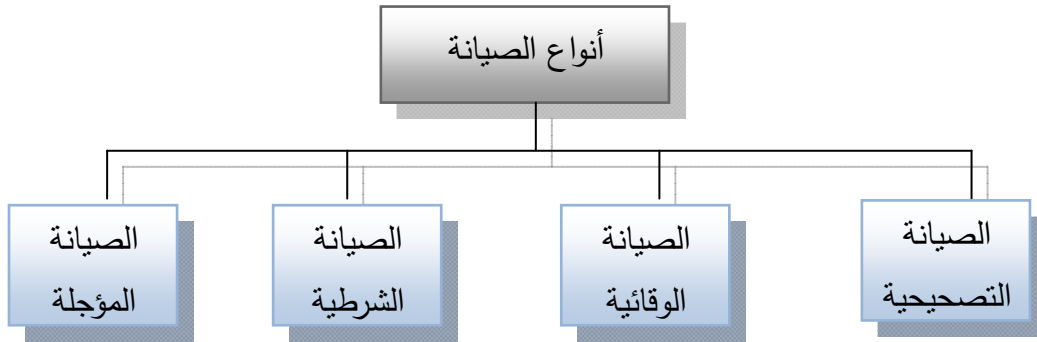 أنواع الصيانة
الصيانة
التصحيحية
الصيانة
الوقائية
الصيانة
الشرطية
الصيانة
المؤجلة